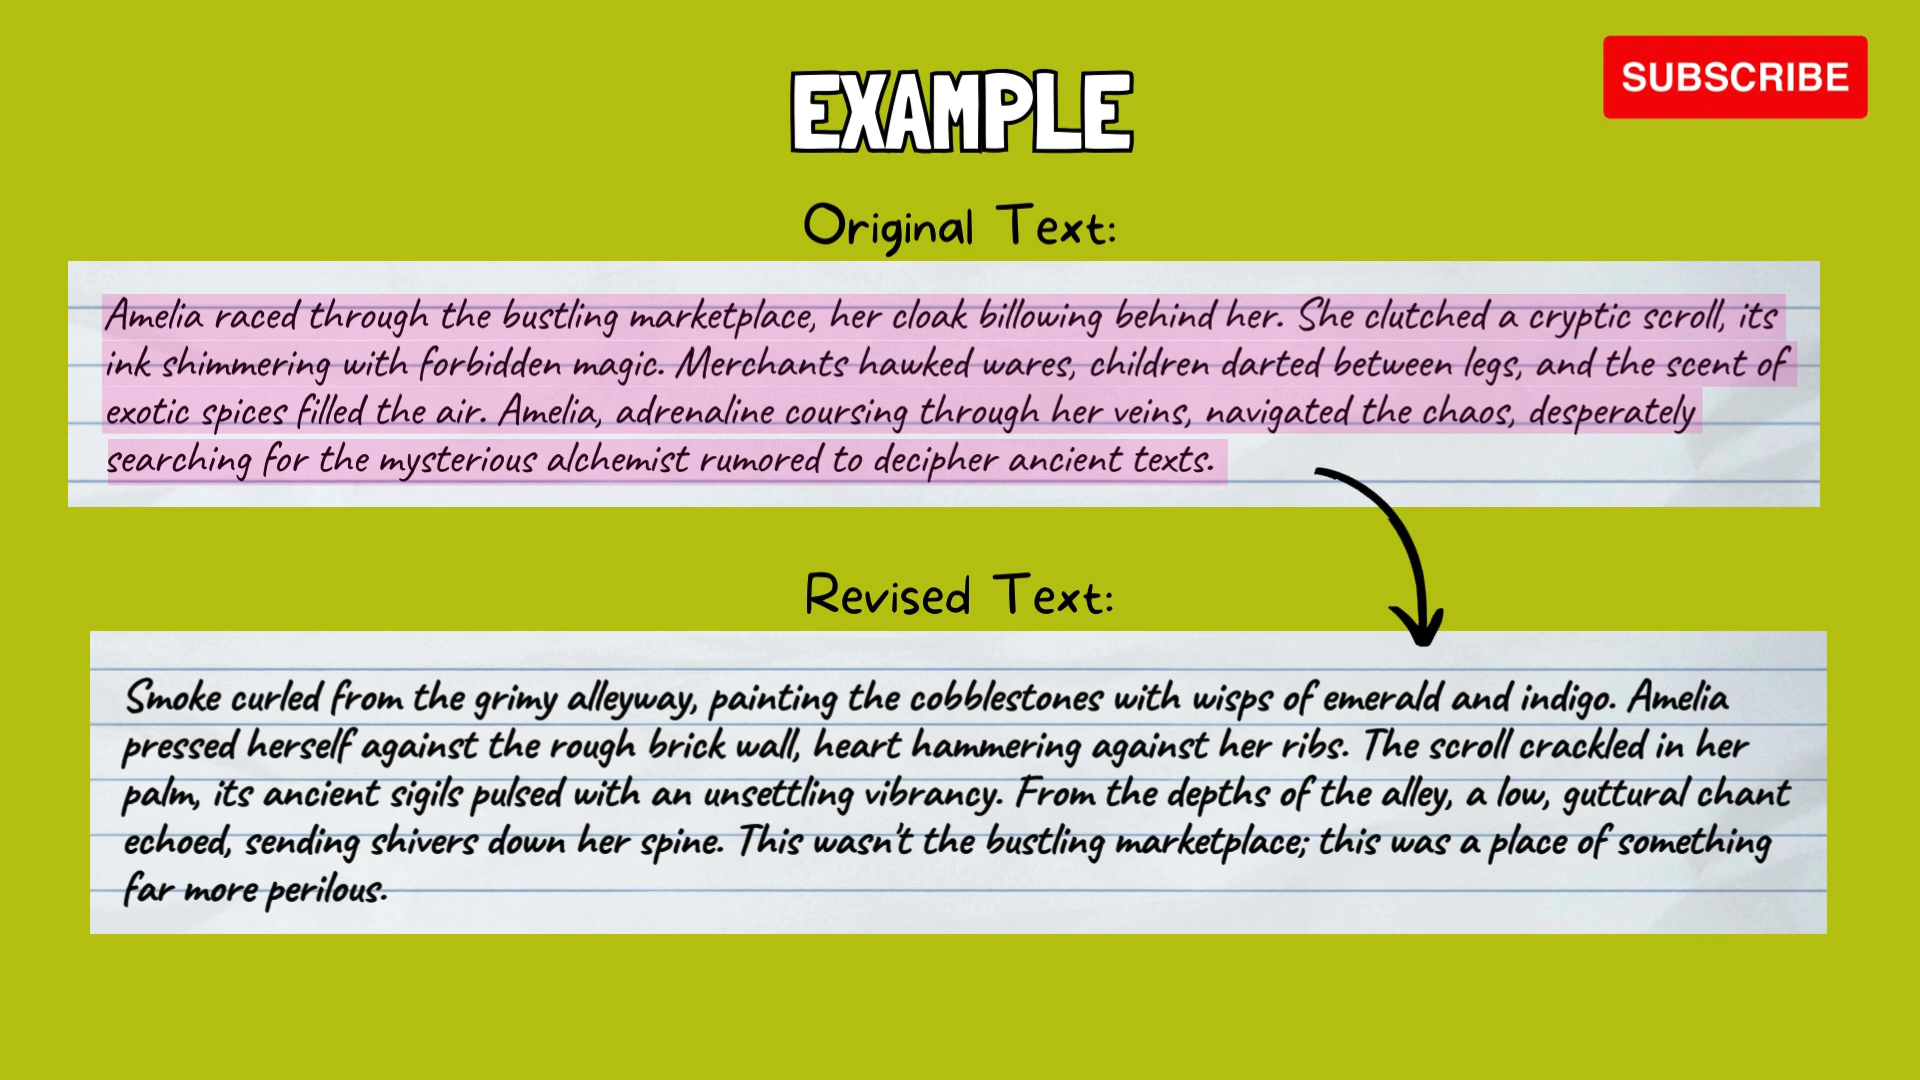 SUBSCRIBE
EXAMPLE
Original Text:
Amelia raced through the bustling marketplace, her cloak billowing behind her. She clutched a cryptic scroll, its
ink shimmering with forbidden magic. Merchants hawked wares, children darted between legs, and the scent of
exotic spices filled the air. Amelia, adrenaline coursing through her veins, navigated the chaos, desperately
searching for the mysterious alchemist rumored to decipher ancient texts.
Revised Text:
Smoke curled from the grimy alleyway, painting the cobblestones with wisps of emerald and indigo. Amelia
pressed herself against the rough brick wall, heart hammering against her ribs. The scroll crackled in her
palm, its ancient sigils pulsed with an unsettling vibrancy. From the depths of the alley, a low, guttural chant
echoed, sending shivers down her spine. This wasn't the bustling marketplace; this was a place of something
far more perilous.